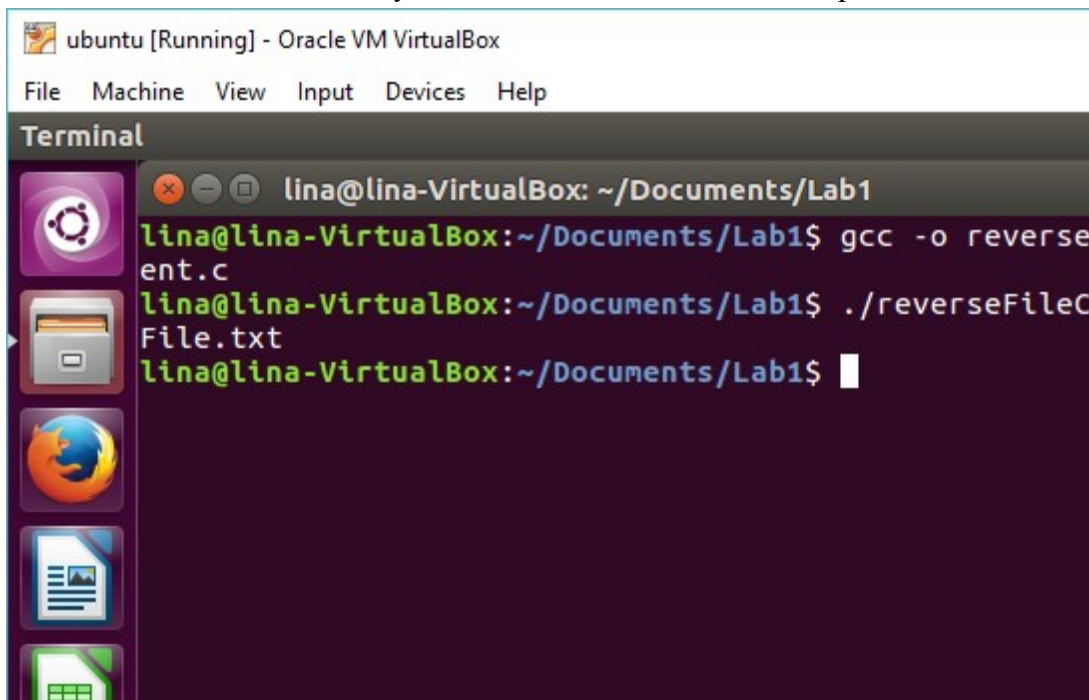 ubuntu [Running] - Oracle VM VirtualBox
File Machine View Input Devices Help
Terminal
lina@lina-VirtualBox: ~/Documents/Lab1
lina@lina-VirtualBox:~/Documents/Lab1$ gcc -o reverse
ent.c
lina@lina-VirtualBox:~/Documents/Lab1$ ./reverseFileC
File.txt
lina@lina-VirtualBox:~/Documents/Lab1$